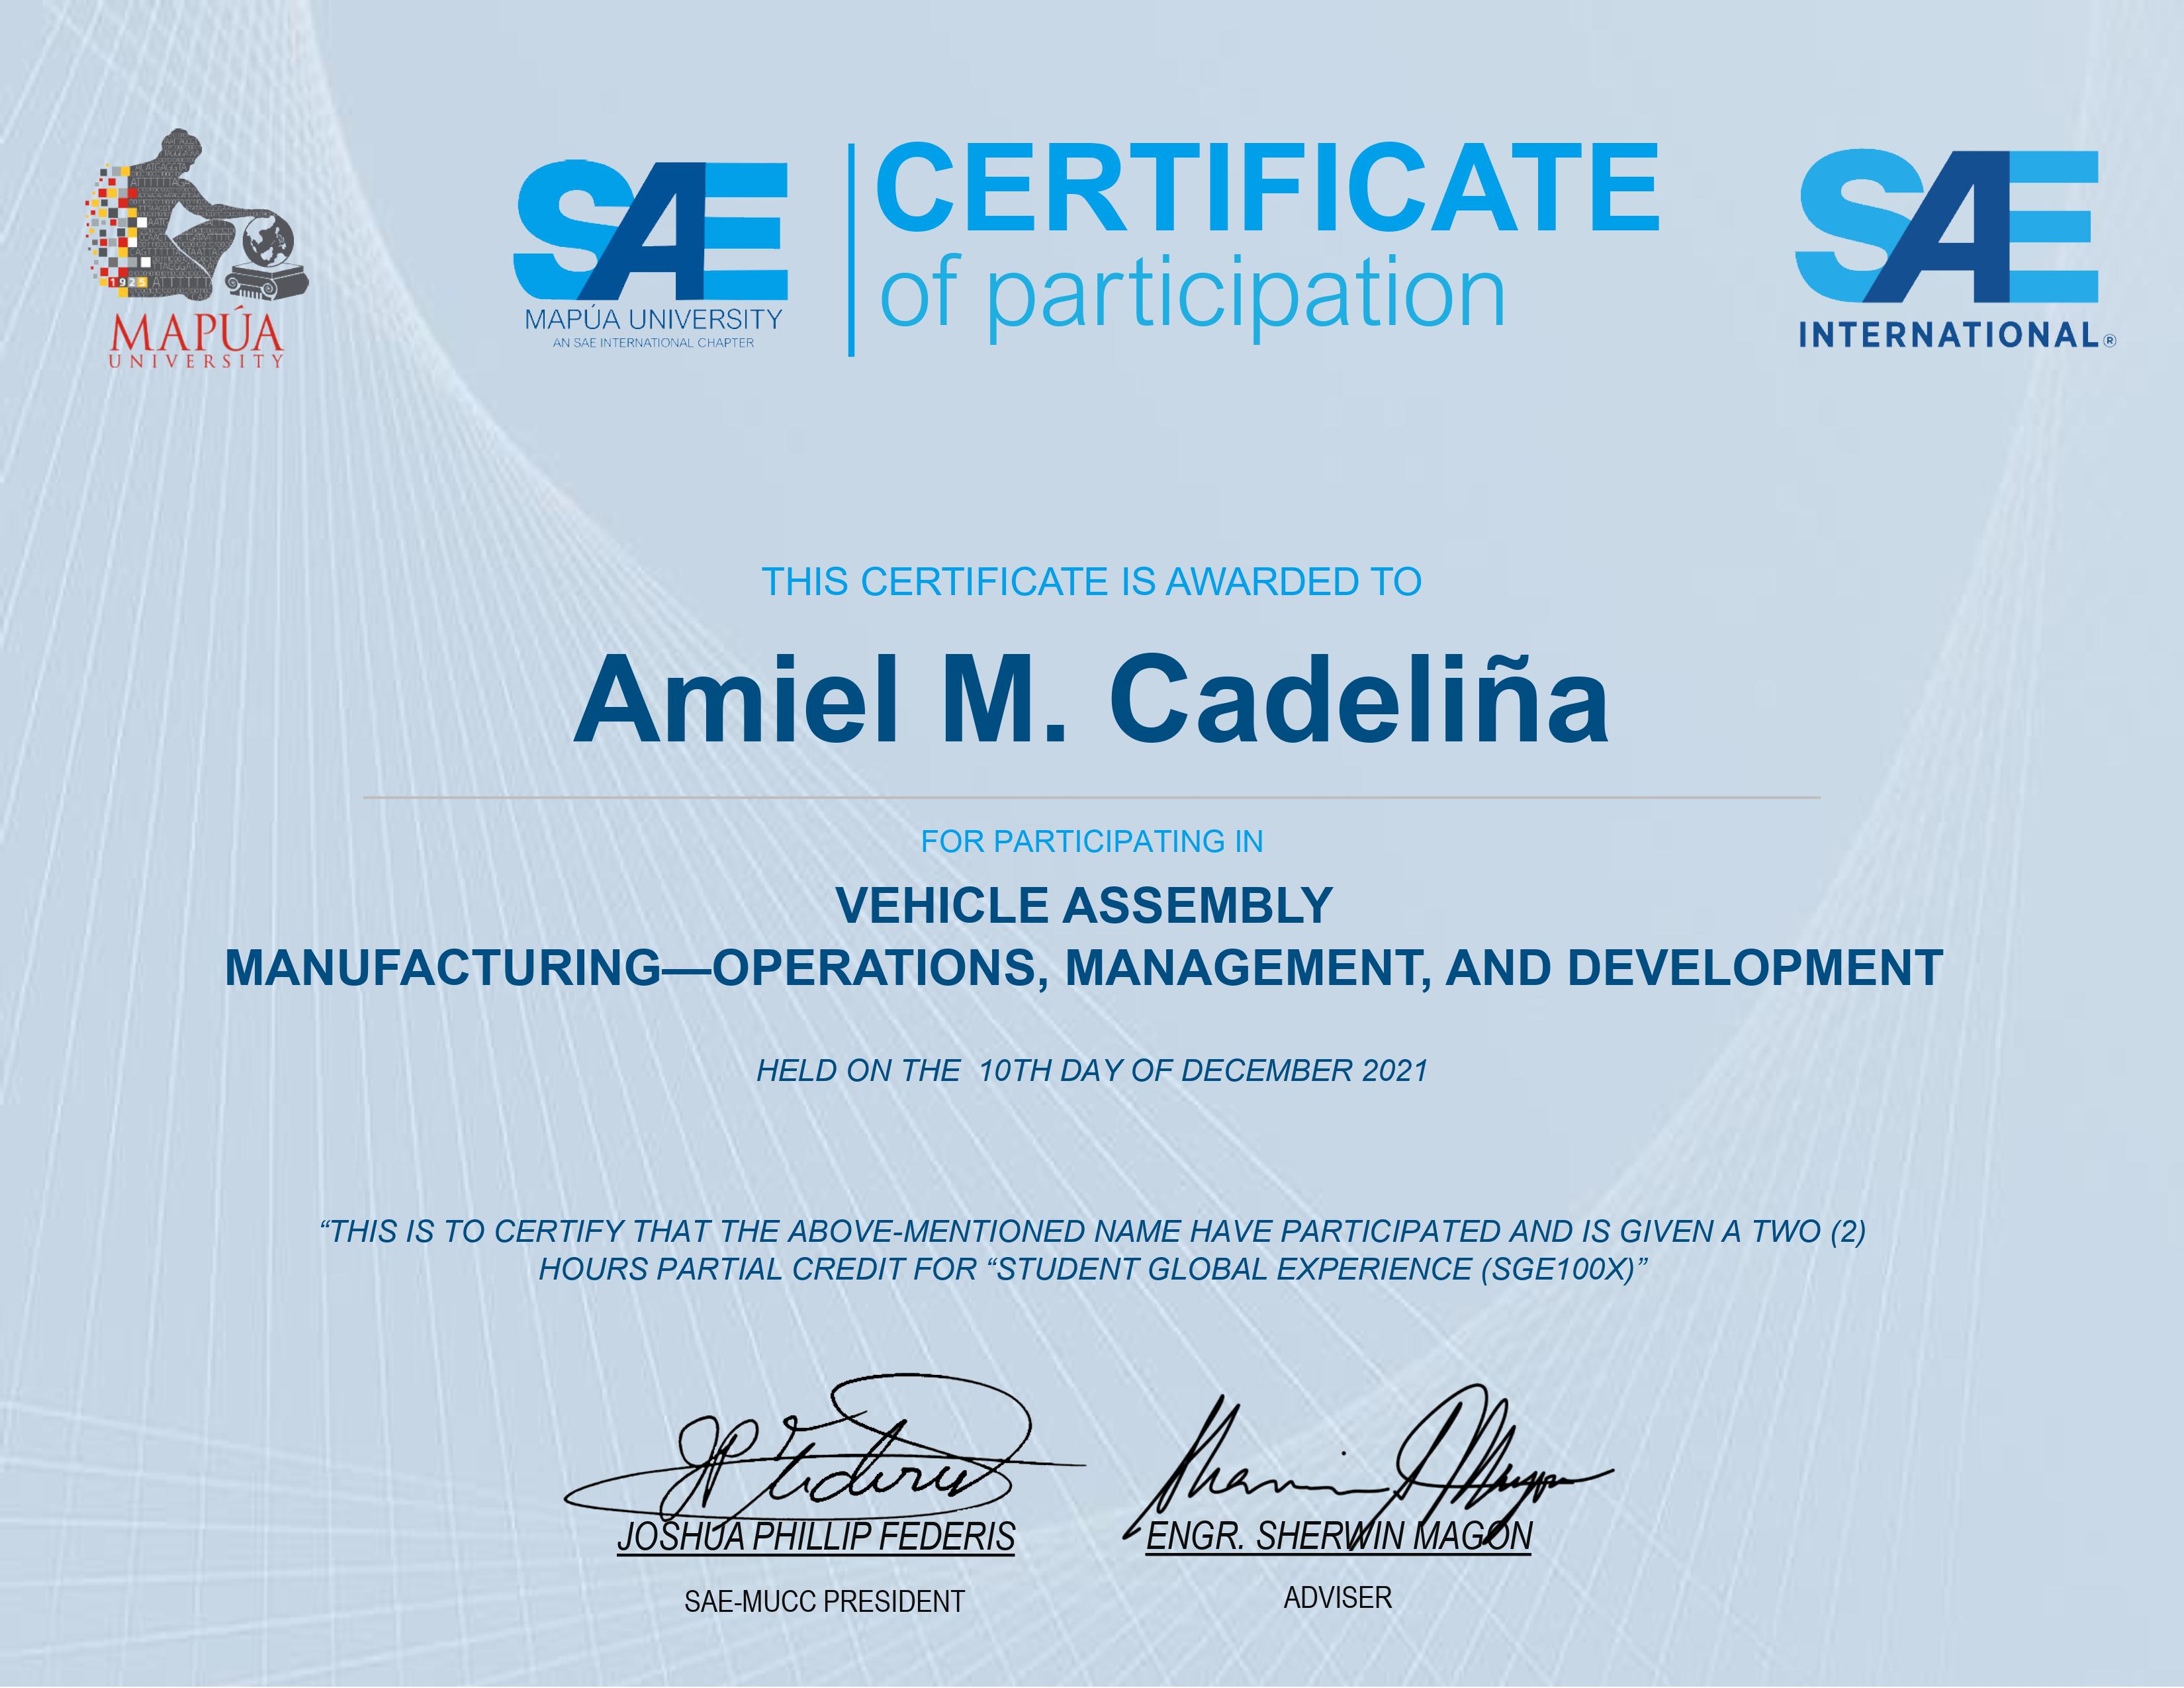 1925
MAPÚA
UNIVERSITY
SAE
MAPÚA UNIVERSITY
AN SAE INTERNATIONAL CHAPTER
CERTIFICATE
of participation
SAE
INTERNATIONAL®
THIS CERTIFICATE IS AWARDED TO
Amiel M. Cadeliña
FOR PARTICIPATING IN
VEHICLE ASSEMBLY
MANUFACTURING—OPERATIONS, MANAGEMENT, AND DEVELOPMENT
HELD ON THE 10TH DAY OF DECEMBER 2021
“THIS IS TO CERTIFY THAT THE ABOVE-MENTIONED NAME HAVE PARTICIPATED AND IS GIVEN A TWO (2)
HOURS PARTIAL CREDIT FOR “STUDENT GLOBAL EXPERIENCE (SGE100X)”
JOSHUA PHILLIP FEDERIS
SAE-MUCC PRESIDENT
ENGR. SHERWIN MAGON
ADVISER